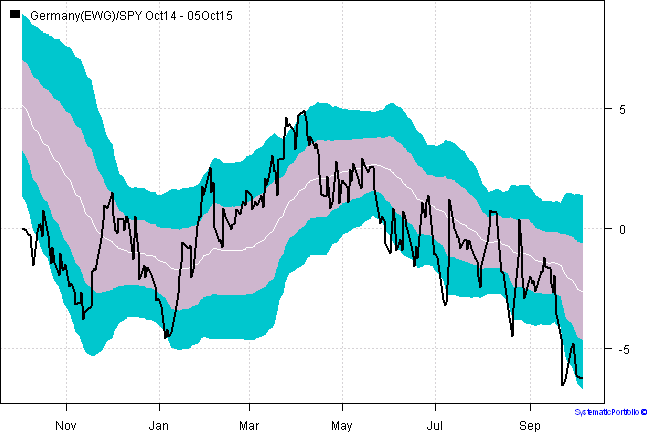 Germany(EWG)/SPY Oct14 - 05Oct15
5
0
-5
Nov Jan Mar May Jul Sep
SystematicPortfolio ©